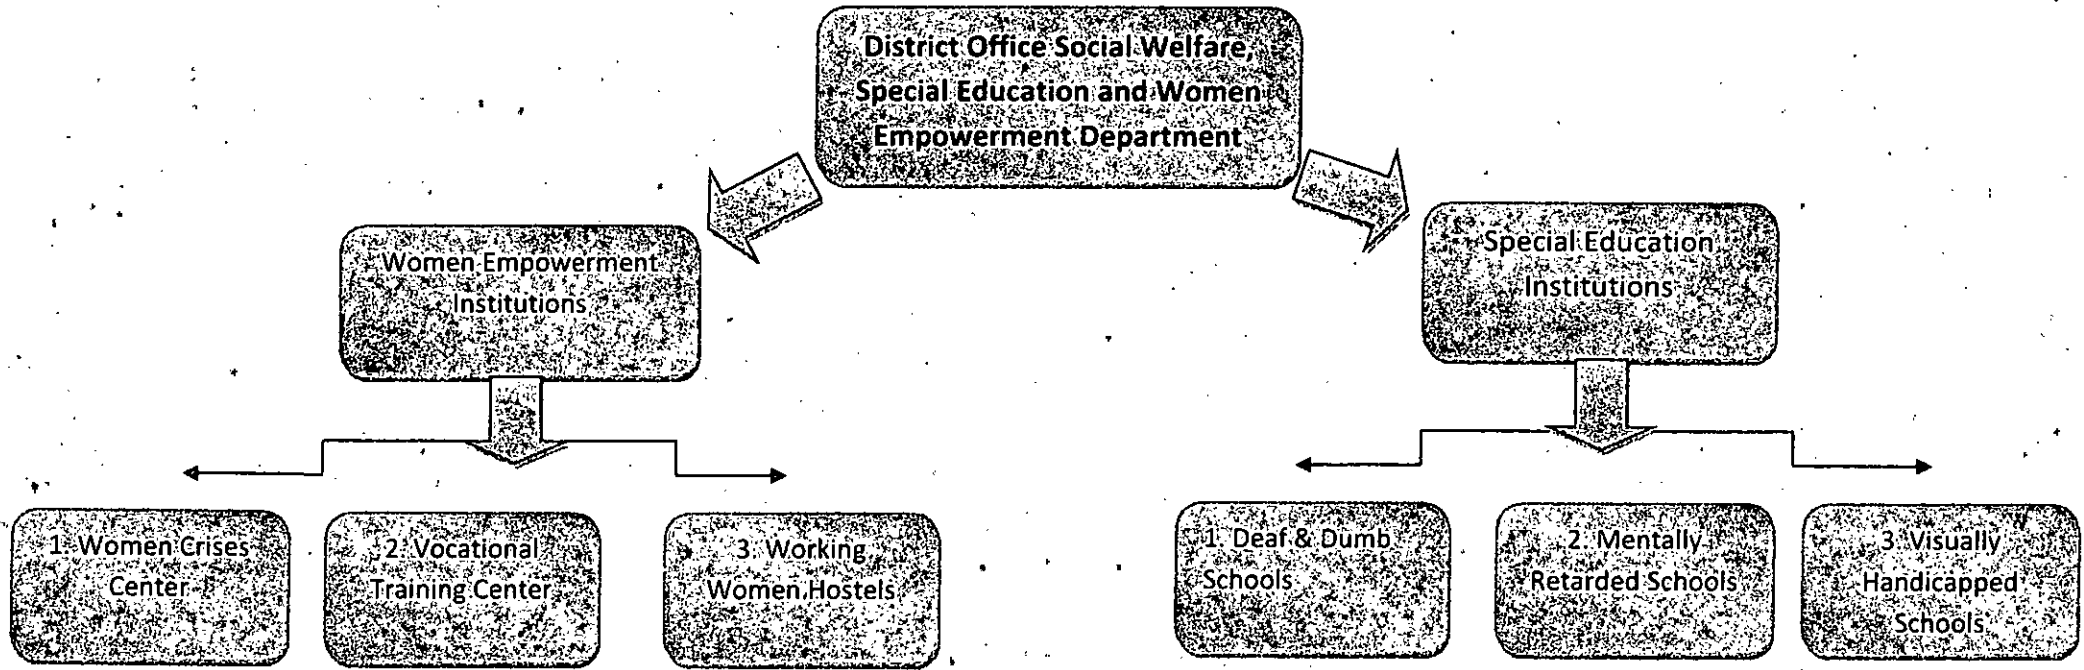 District Office Social Welfare,
Special Education and Women
Empowerment Department
Women Empowerment
Institutions
Special Education
Institutions
1. Women Crises
Center
2. Vocational
Training Center
3. Working
Women Hostels
1. Deaf & Dumb
Schools
2. Mentally
Retarded Schools
3. Visually
Handicapped
Schools